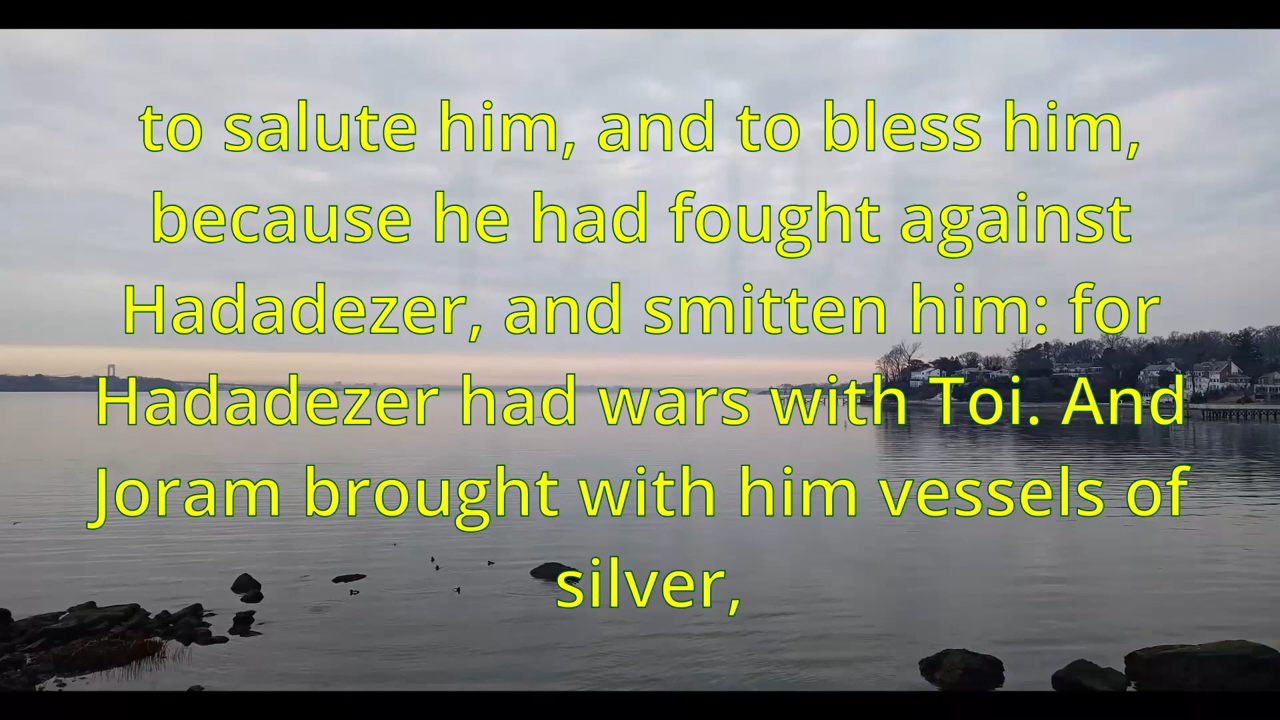 to salute him, and to bless him,
because he had fought against
Hadadezer, and smitten him: for
Hadadezer had wars with Toi. And
Joram brought with him vessels of
silver,